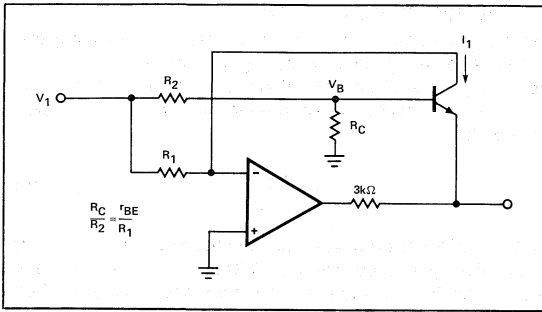 I1
R2
VB
V1
RC
R1
−
3kΩ
RC/R2 = rBE/R1
+